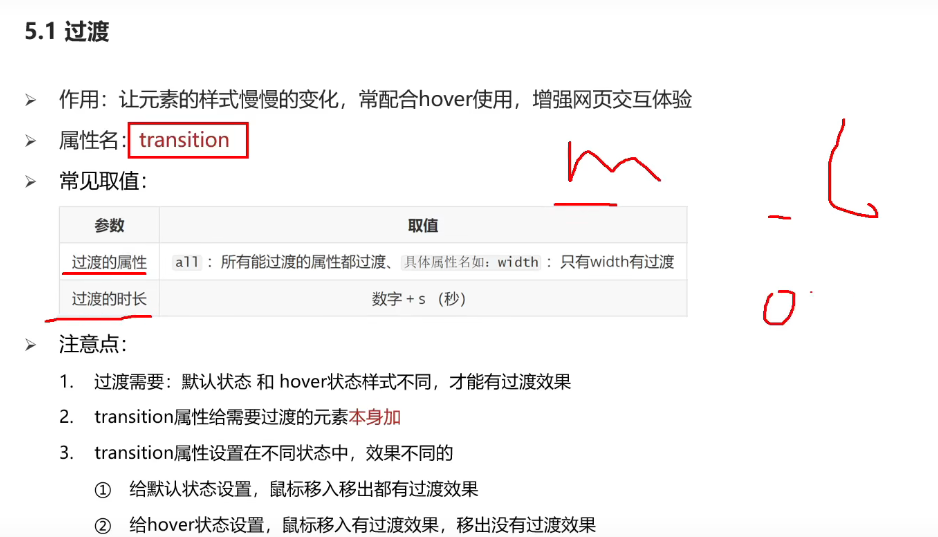 5.1 过渡
作用：让元素的样式慢慢的变化，常配合hover使用，增强网页交互体验
属性名：transition
常见取值：
参数 取值
过渡的属性 all：所有能过渡的属性都过渡、具体属性名如：width：只有width有过渡
过渡的时长 数字 + s （秒）
注意点：
1. 过渡需要：默认状态 和 hover状态样式不同，才能有过渡效果
2. transition属性给需要过渡的元素本身加
3. transition属性设置在不同状态中，效果不同的
① 给默认状态设置，鼠标移入移出都有过渡效果
② 给hover状态设置，鼠标移入有过渡效果，移出没有过渡效果